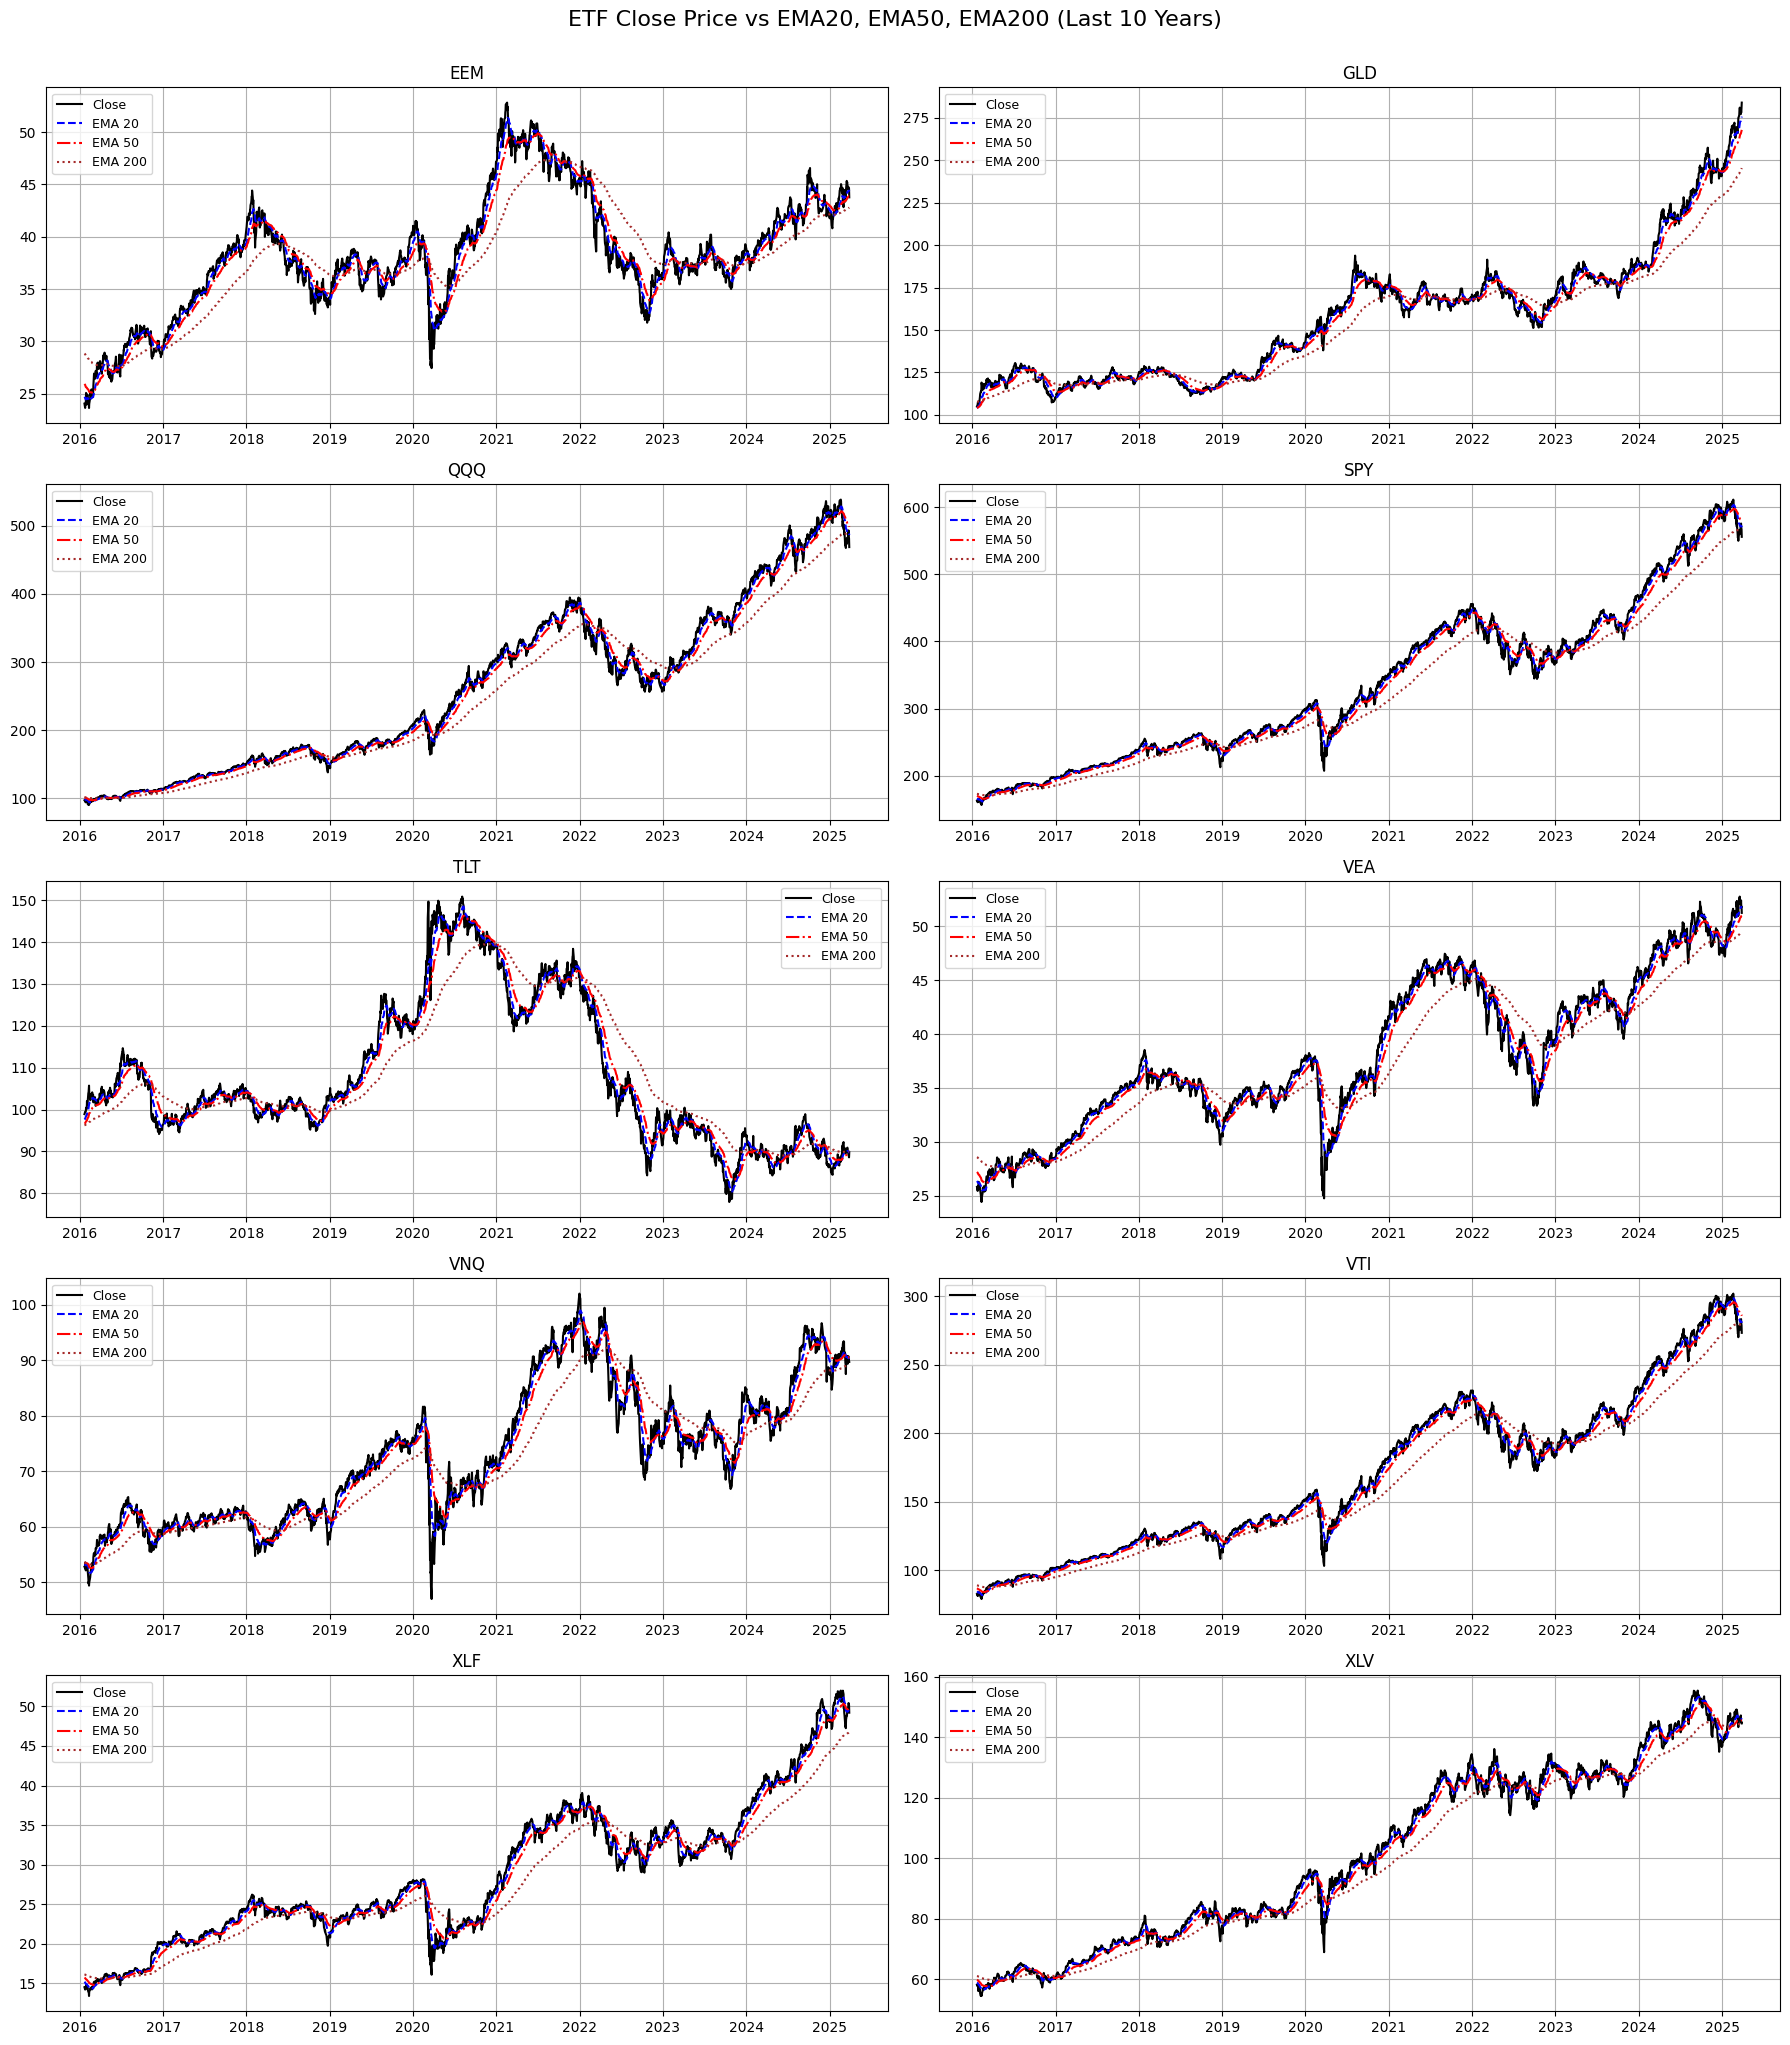 ETF Close Price vs EMA20, EMA50, EMA200 (Last 10 Years)
EEM
Close
EMA 20
EMA 50
EMA 200
50
45
40
35
30
25
2016 2017 2018 2019 2020 2021 2022 2023 2024 2025
GLD
Close
EMA 20
EMA 50
EMA 200
275
250
225
200
175
150
125
100
2016 2017 2018 2019 2020 2021 2022 2023 2024 2025
QQQ
Close
EMA 20
EMA 50
EMA 200
500
400
300
200
100
2016 2017 2018 2019 2020 2021 2022 2023 2024 2025
SPY
Close
EMA 20
EMA 50
EMA 200
600
500
400
300
200
2016 2017 2018 2019 2020 2021 2022 2023 2024 2025
TLT
Close
EMA 20
EMA 50
EMA 200
150
140
130
120
110
100
90
80
2016 2017 2018 2019 2020 2021 2022 2023 2024 2025
VEA
Close
EMA 20
EMA 50
EMA 200
50
45
40
35
30
25
2016 2017 2018 2019 2020 2021 2022 2023 2024 2025
VNQ
Close
EMA 20
EMA 50
EMA 200
100
90
80
70
60
50
2016 2017 2018 2019 2020 2021 2022 2023 2024 2025
VTI
Close
EMA 20
EMA 50
EMA 200
300
250
200
150
100
2016 2017 2018 2019 2020 2021 2022 2023 2024 2025
XLF
Close
EMA 20
EMA 50
EMA 200
50
45
40
35
30
25
20
15
2016 2017 2018 2019 2020 2021 2022 2023 2024 2025
XLV
Close
EMA 20
EMA 50
EMA 200
160
140
120
100
80
60
2016 2017 2018 2019 2020 2021 2022 2023 2024 2025